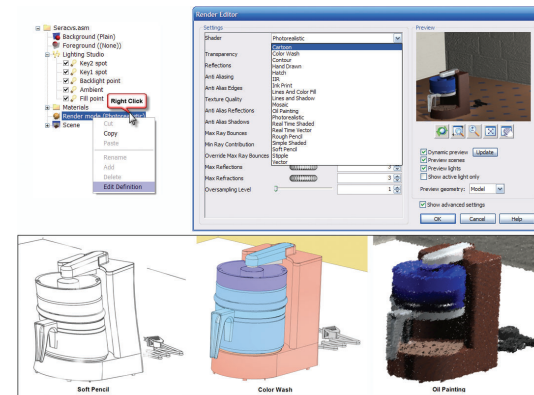 Seracvs.asm
Background (Plain)
Foreground ((None))
Lighting Studio
Key2 spot
Key1 spot
Backlight point
Ambient
Fill point
Right Click
Materials
Render mode (Photorealistic)
Scene
Cut
Copy
Paste
Rename
Add
Delete
Edit Definition
Render Editor
Settings
Shader
Photorealistic
Transparency
Reflections
Anti Aliasing
Anti Alias Edges
Texture Quality
Anti Alias Reflections
Anti Alias Shadows
Max Ray Bounces
Min Ray Contribution
Override Max Ray Bounces
Max Reflections
3
Max Refractions
3
Oversampling Level
1
Cartoon
Color Wash
Contour
Hand Drawn
Hatch
IIR
Ink Print
Lines And Color Fill
Lines and Shadow
Mosaic
Oil Painting
Photorealistic
Real Time Shaded
Real Time Vector
Rough Pencil
Simple Shaded
Soft Pencil
Stipple
Vector
Preview
Dynamic preview
Update
Preview scenes
Preview lights
Show active light only
Preview geometry:
Model
Show advanced settings
OK
Cancel
Help
Soft Pencil
Color Wash
Oil Painting